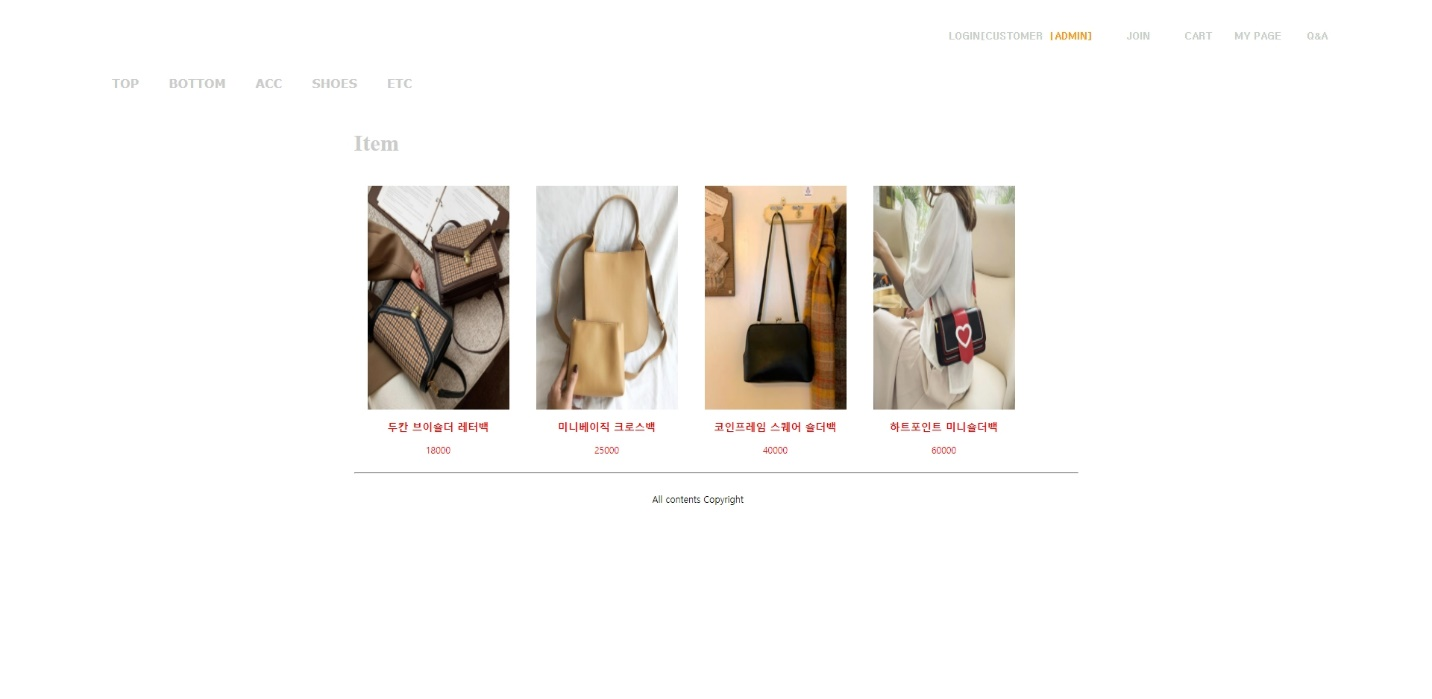 LOGIN[CUSTOMER |ADMIN] JOIN CART MY PAGE Q&A
TOP BOTTOM ACC SHOES ETC
Item
두칸 브이숄더 레터백 미니베이직 크로스백 코인프레임 스퀘어 숄더백 하트포인트 미니숄더백
18000 25000 40000 60000
All contents Copyright